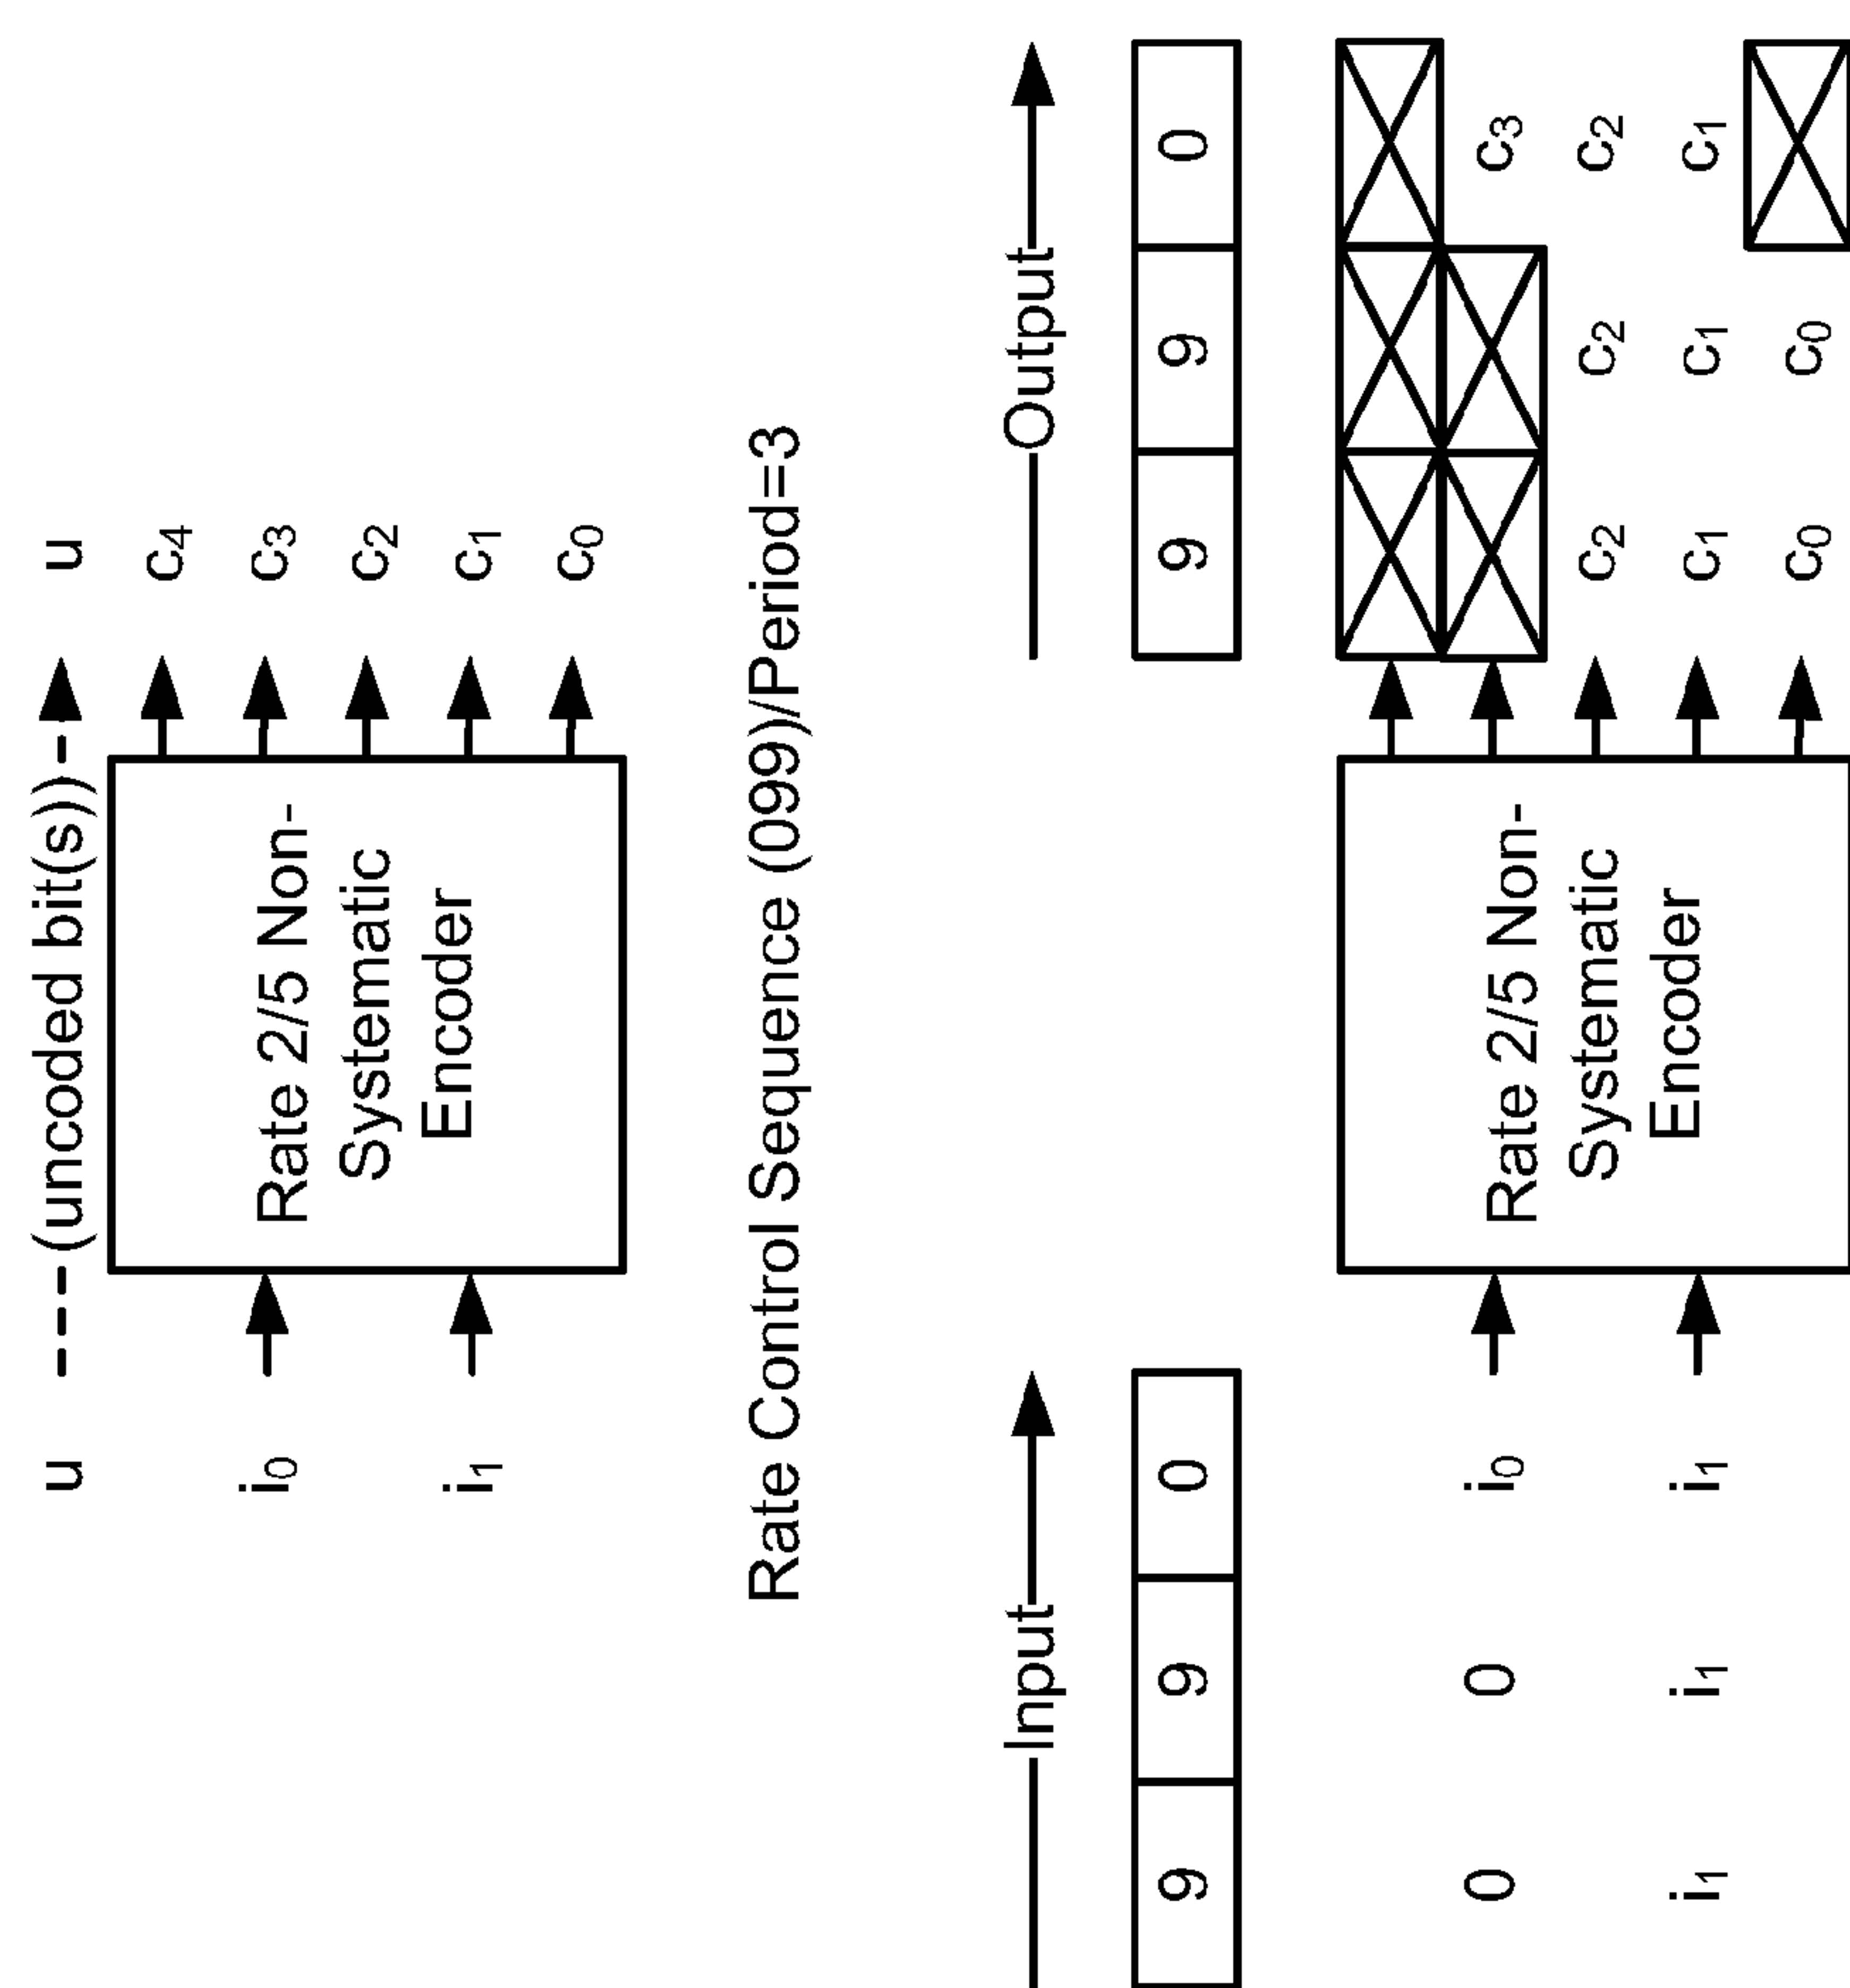 u (uncoded bit(s)) u
c₄
i₀ Rate 2/5 Non- c₃
Systematic c₂
i₁ Encoder c₁
c₀
Rate Control Sequence (099)/Period=3
Input Output
9 9 0 9 9 0
0 0 i₀ Rate 2/5 Non- c₃
Systematic c₂ c₂ c₂
i₁ i₁ i₁ Encoder c₁ c₁ c₁
c₀ c₀